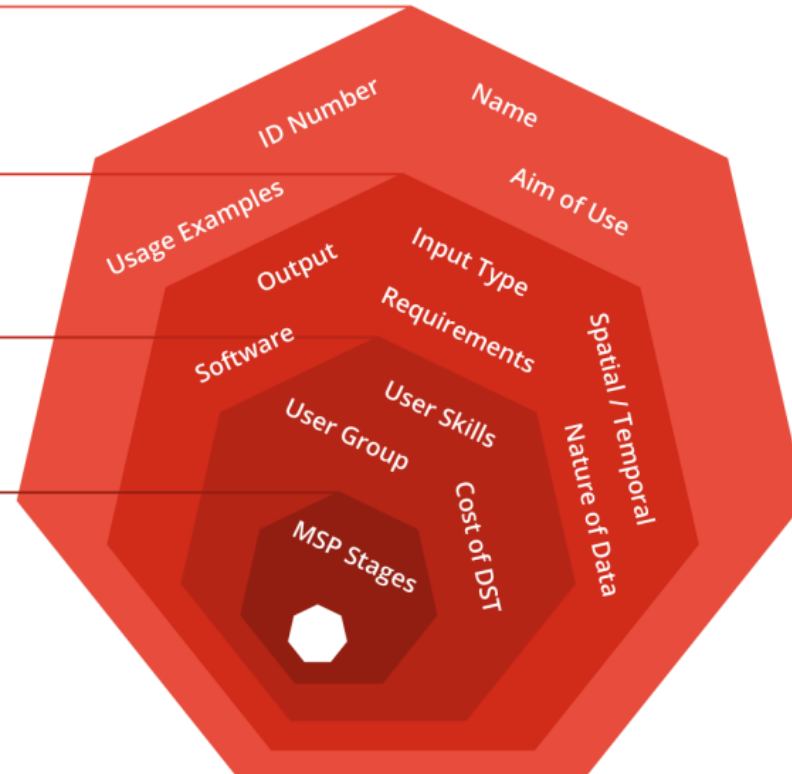 ID Number
Name
Usage Examples
Aim of Use
Output
Input Type
Software
Requirements
Spatial / Temporal
Nature of Data
User Group
User Skills
Cost of DST
MSP Stages